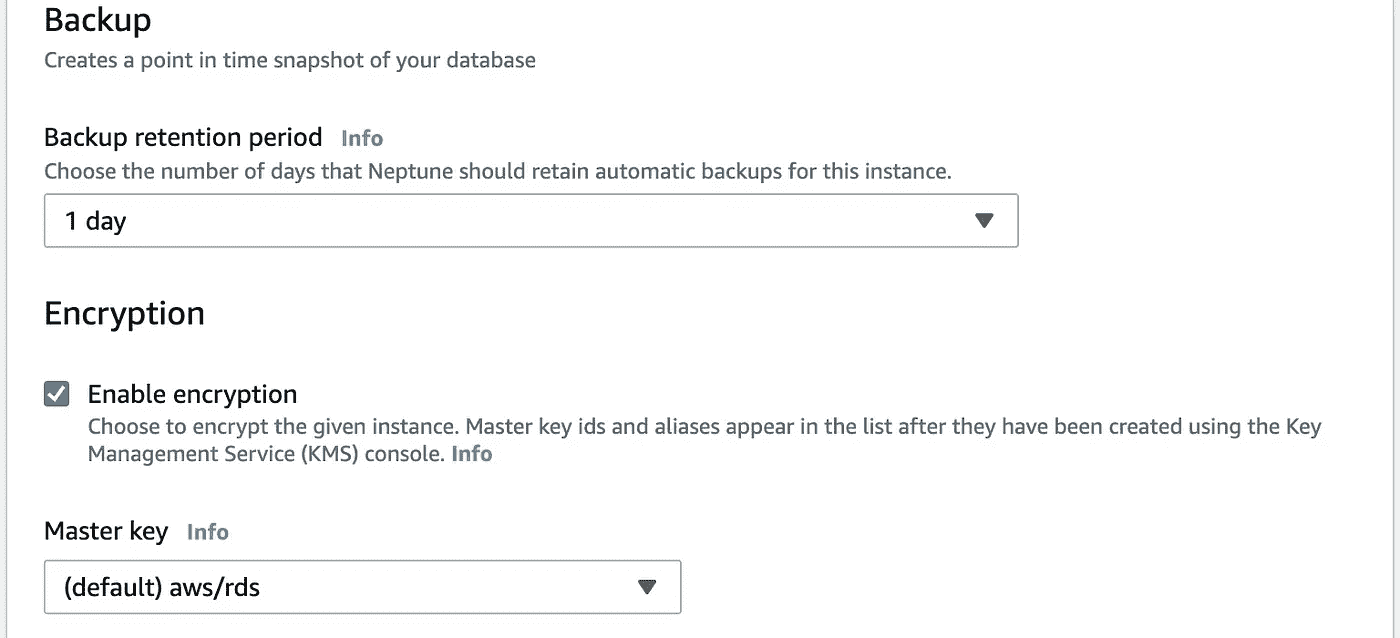 Backup
Creates a point in time snapshot of your database
Backup retention period Info
Choose the number of days that Neptune should retain automatic backups for this instance.
1 day
Encryption
Enable encryption
Choose to encrypt the given instance. Master key ids and aliases appear in the list after they have been created using the Key
Management Service (KMS) console. Info
Master key Info
(default) aws/rds